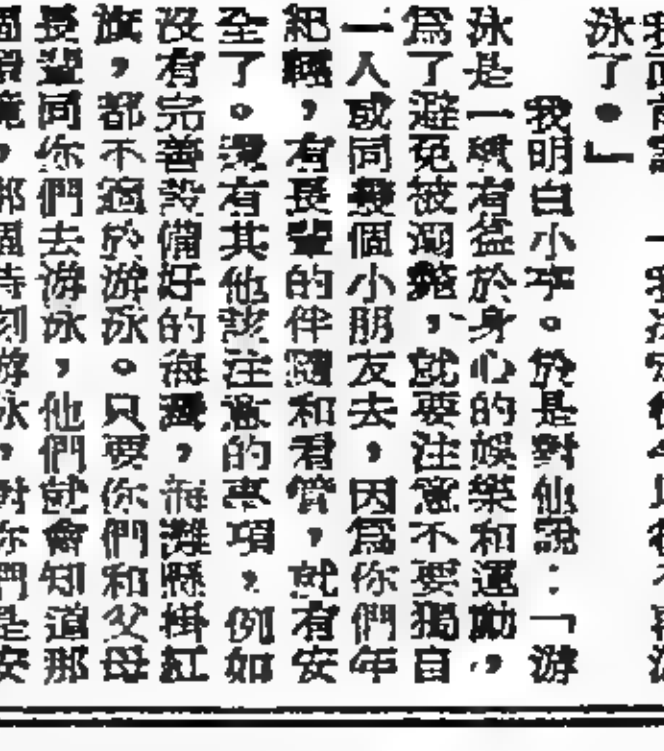 泳了。」
我明白小。於是對他說：「游
泳是一種有益於身心的娛樂和運動，
爲了避免被溺斃，就要注意不要獨自
一人或同幾個小朋友去，因爲你們年
紀輕，有長輩的伴隨和看管，就有安
全了。還有其他該注意的事項，例如
沒有完善設備好的海灣，海灘懸掛紅
旗，都不適於游泳。只要你們和父母
長輩同你們去游泳，他們就會知道那
個環境，那個時刻游泳，對你們是安